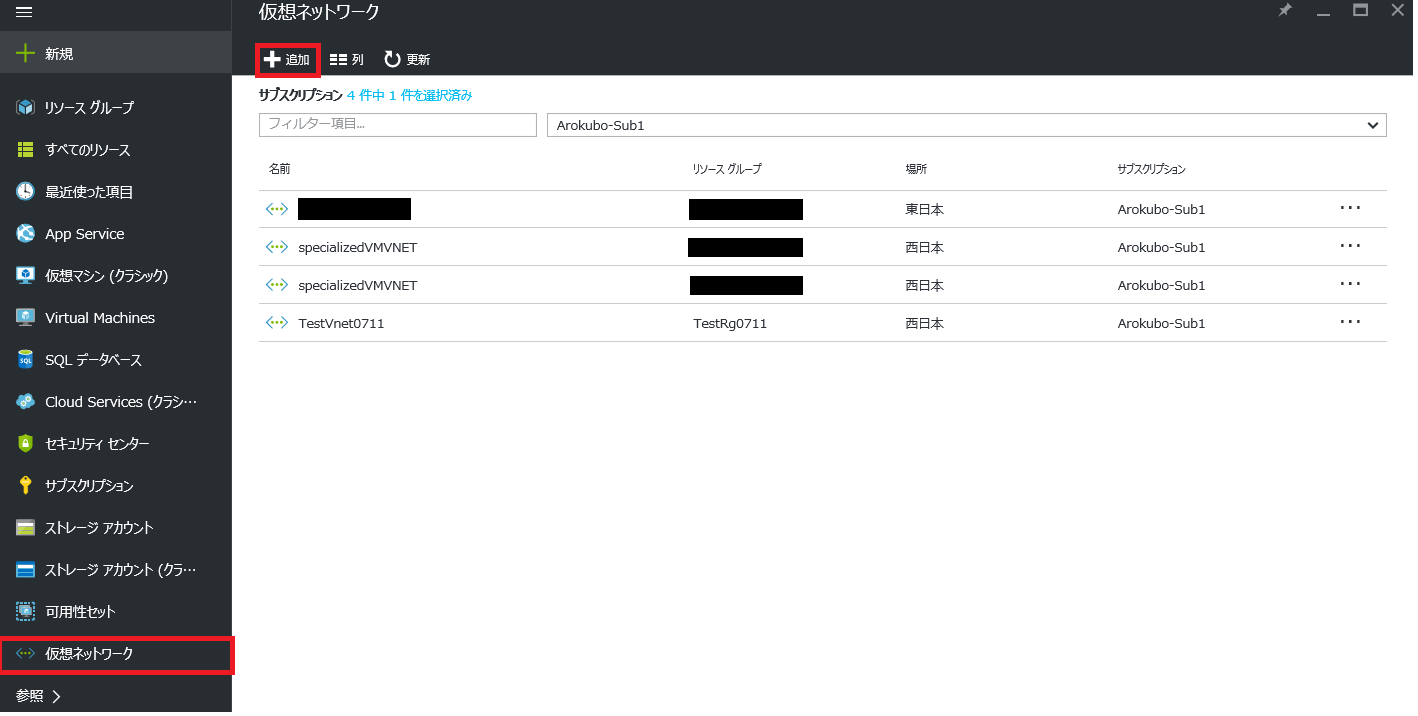 仮想ネットワーク
新規
リソース グループ
すべてのリソース
最近使った項目
App Service
仮想マシン (クラシック)
Virtual Machines
SQL データベース
Cloud Services (クラシ…
セキュリティ センター
サブスクリプション
ストレージ アカウント
ストレージ アカウント (クラ…
可用性セット
仮想ネットワーク
参照
追加 列 更新
サブスクリプション 4 件中 1 件を選択済み
フィルター項目... Arokubo-Sub1
名前 リソース グループ 場所 サブスクリプション
東日本 Arokubo-Sub1 ...
specializedVMVNET 西日本 Arokubo-Sub1 ...
specializedVMVNET 西日本 Arokubo-Sub1 ...
TestVnet0711 TestRg0711 西日本 Arokubo-Sub1 ...